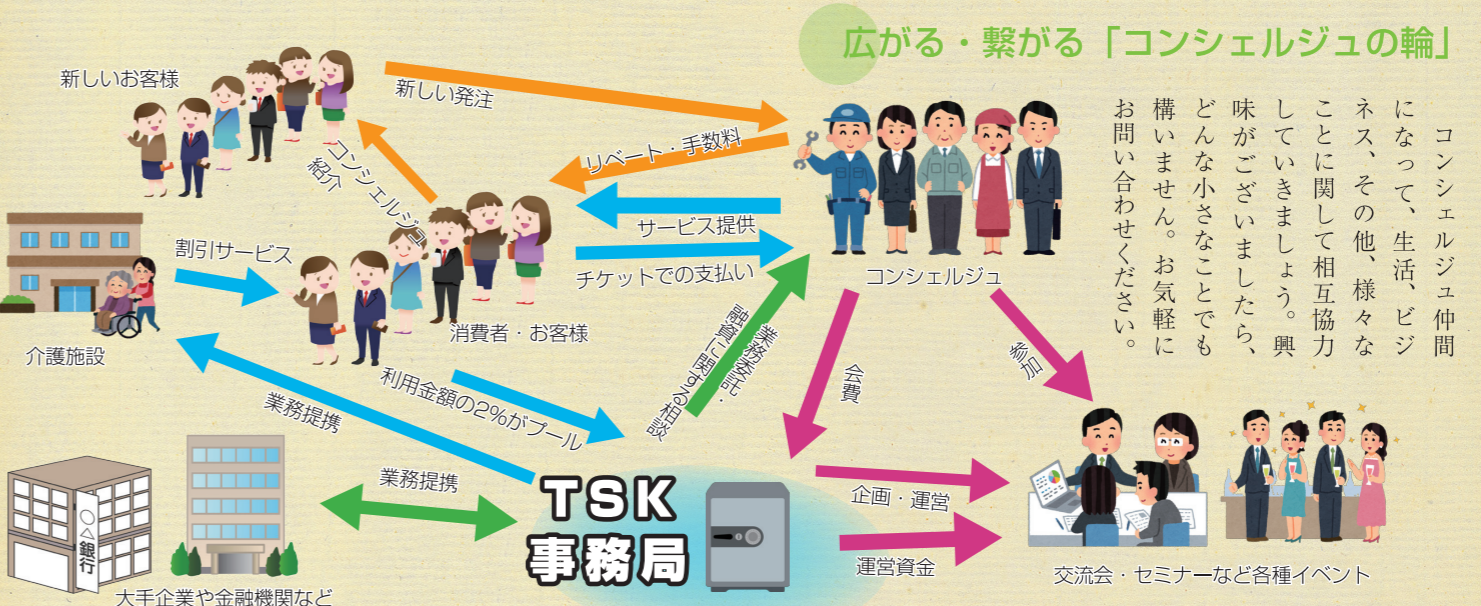 広がる・繋がる「コンシェルジュの輪」
コンシェルジュ仲間
になって、生活、ビジ
ネス、その他、様々な
ことに関して相互協力
していきましょう。興
味がございましたら、
どんな小さなことでも
構いません。お気軽に
お問い合わせください。
新しいお客様
新しい発注
リベート・手数料
コンシェルジュ
紹介
サービス提供
チケットでの支払い
コンシェルジュ
割引サービス
消費者・お客様
介護施設
業務委託・
融資に関する相談
会費
参加
利用金額の2%がプール
業務提携
業務提携
TSK
事務局
企画・運営
運営資金
交流会・セミナーなど各種イベント
〇△銀行
大手企業や金融機関など